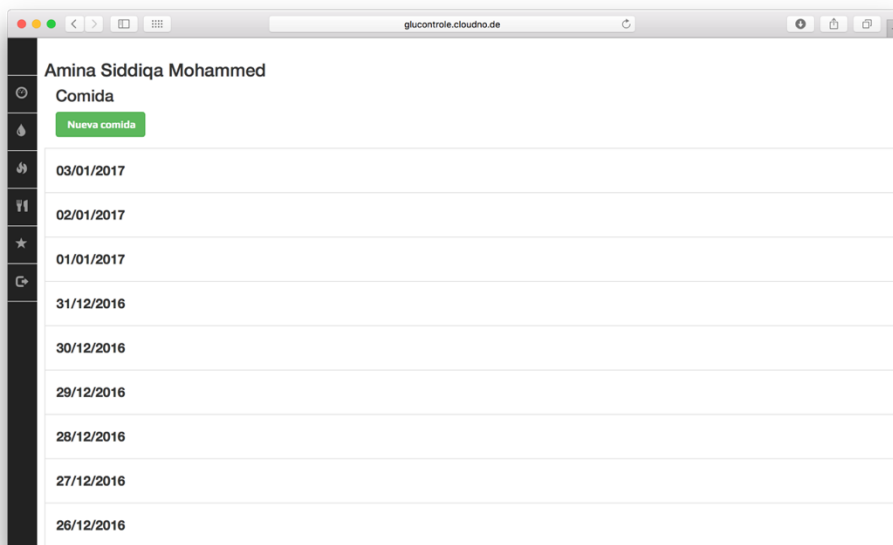 glucontrole.cloudno.de
Amina Siddiqa Mohammed
Comida
Nueva comida
03/01/2017
02/01/2017
01/01/2017
31/12/2016
30/12/2016
29/12/2016
28/12/2016
27/12/2016
26/12/2016